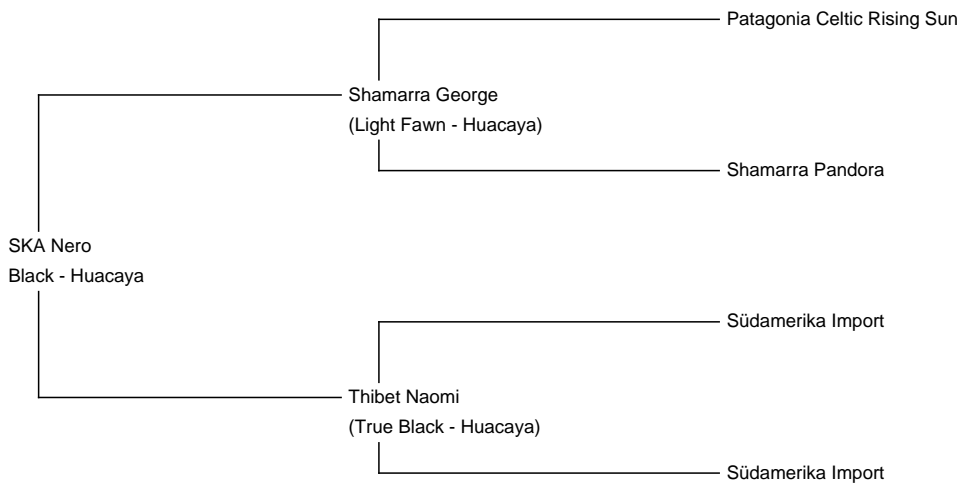 Patagonia Celtic Rising Sun
Shamarra George
(Light Fawn - Huacaya)
Shamarra Pandora
SKA Nero
Black - Huacaya
Südamerika Import
Thibet Naomi
(True Black - Huacaya)
Südamerika Import